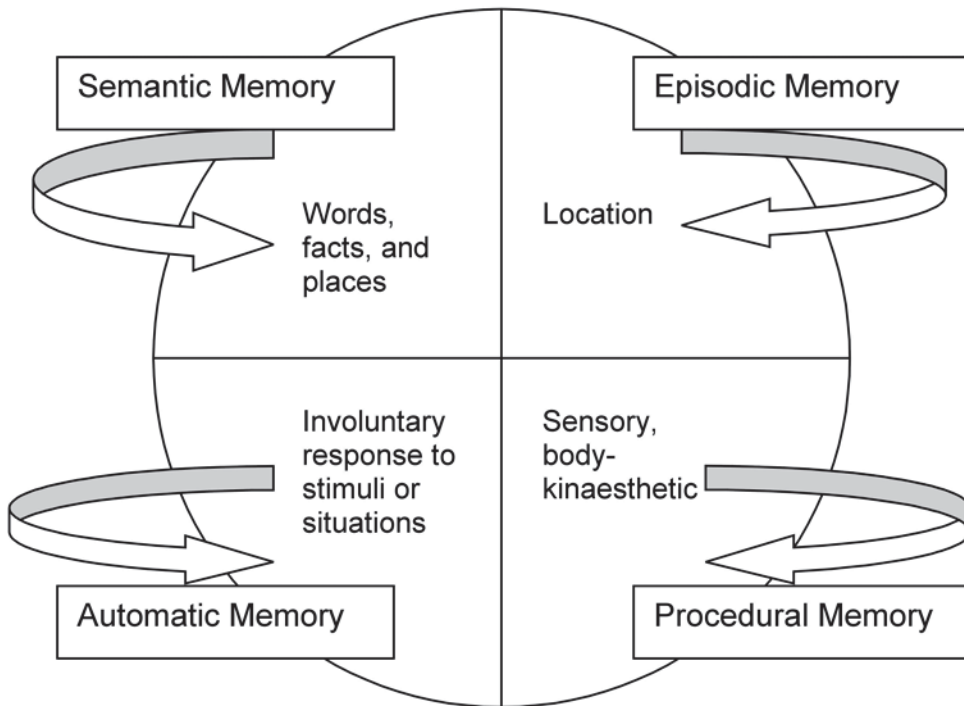 Semantic Memory
Episodic Memory
Words,
facts, and
places
Location
Involuntary
response to
stimuli or
situations
Sensory,
body-
kinaesthetic
Automatic Memory
Procedural Memory